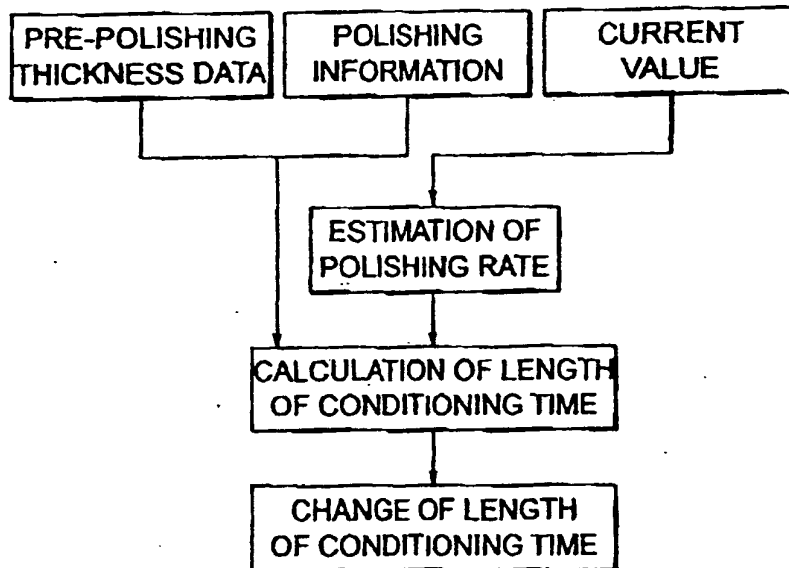 PRE-POLISHING
THICKNESS DATA
POLISHING
INFORMATION
CURRENT
VALUE
ESTIMATION OF
POLISHING RATE
CALCULATION OF LENGTH
OF CONDITIONING TIME
CHANGE OF LENGTH
OF CONDITIONING TIME